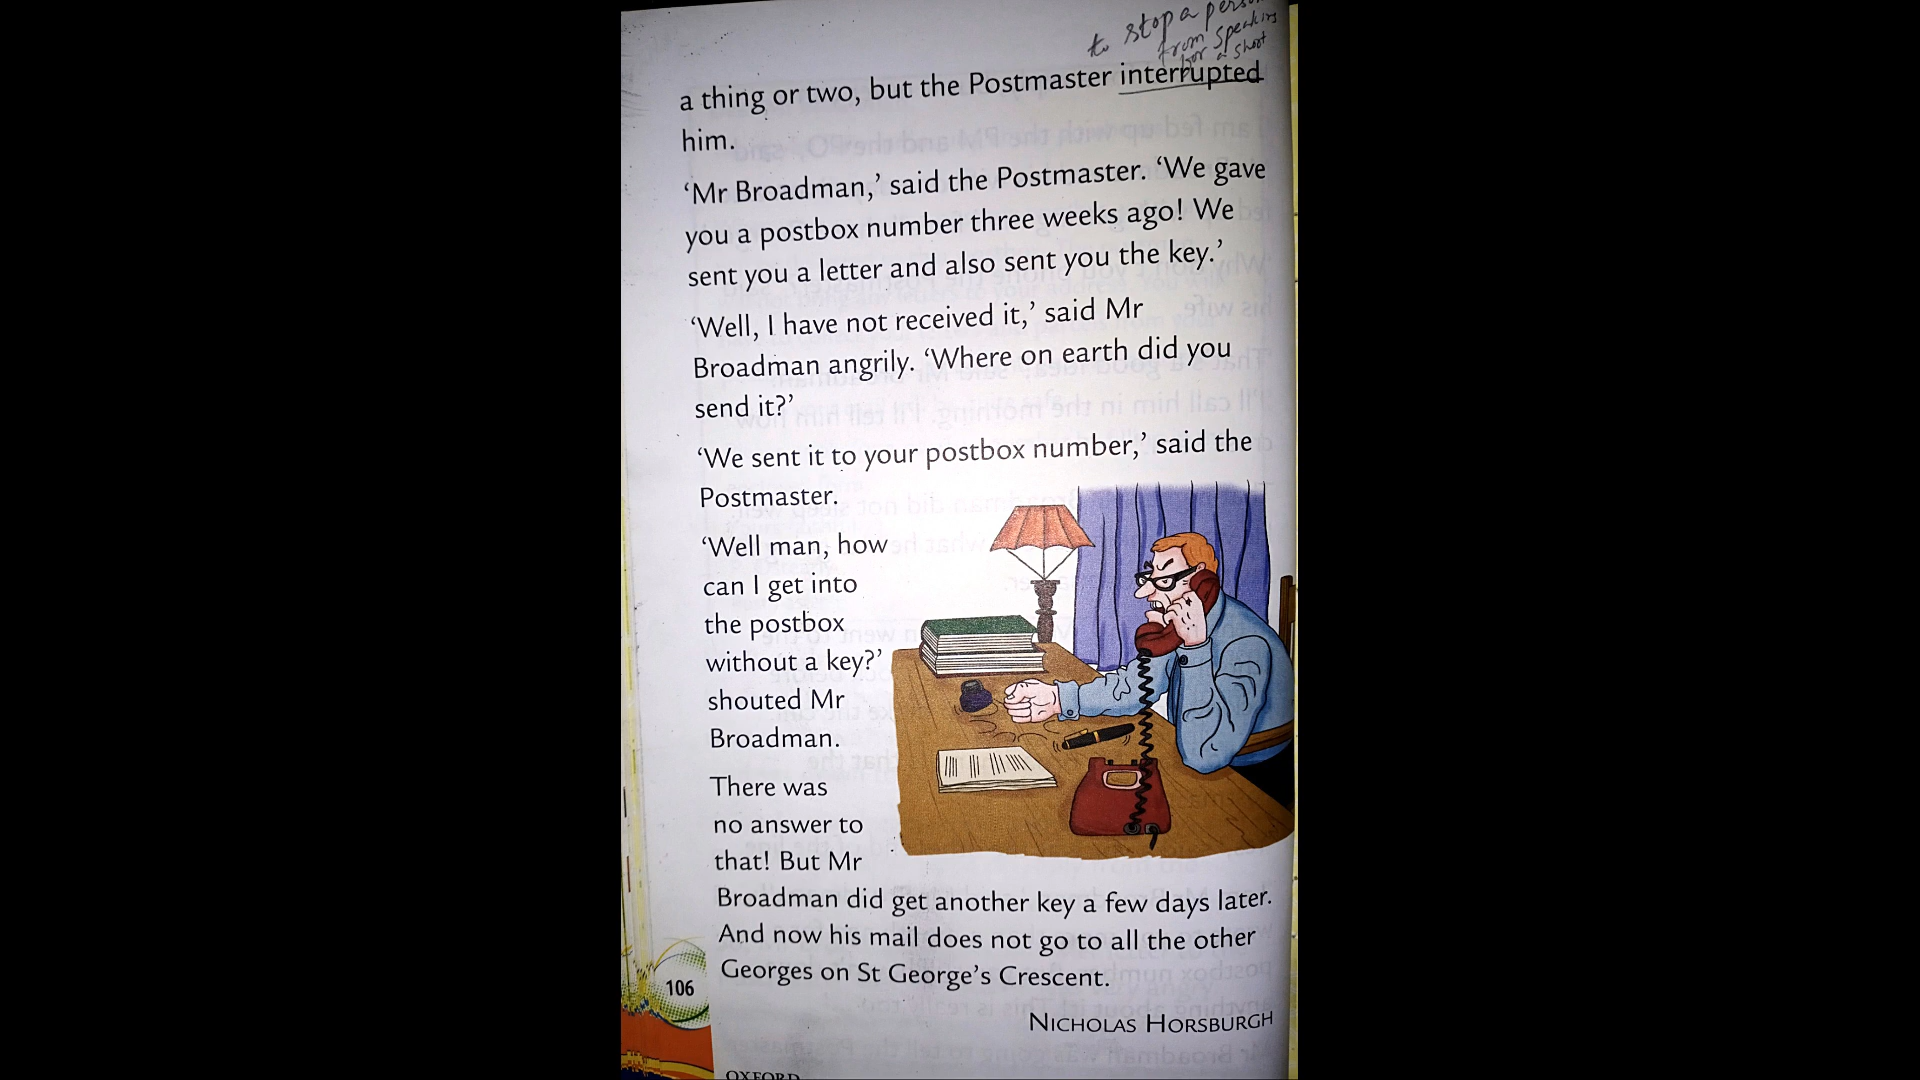 to stop a person
from speaking
for a short
a thing or two, but the Postmaster interrupted
him.
‘Mr Broadman,’ said the Postmaster. ‘We gave
you a postbox number three weeks ago! We
sent you a letter and also sent you the key.’
‘Well, I have not received it,’ said Mr
Broadman angrily. ‘Where on earth did you
send it?’
‘We sent it to your postbox number,’ said the
Postmaster.
‘Well man, how
can I get into
the postbox
without a key?’
shouted Mr
Broadman.
There was
no answer to
that! But Mr
Broadman did get another key a few days later.
And now his mail does not go to all the other
Georges on St George’s Crescent.
106
NICHOLAS HORSBURGH
OXFORD